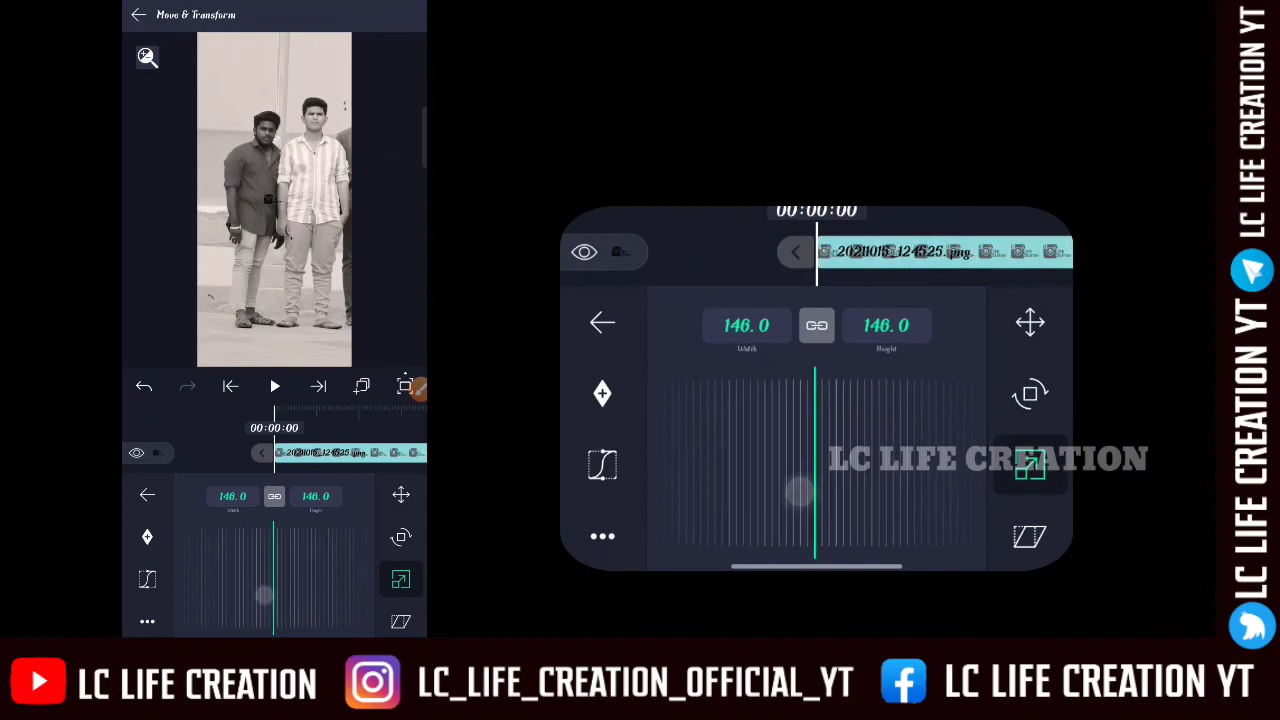 Move & Transform
00:00:00
20211015_124525.png
146.0
146.0
Width
Height
00:00:00
20211015_124525.png
146.0
146.0
Width
Height
LC LIFE CREATION
LC LIFE CREATION YT
LC LIFE CREATION YT
LC LIFE CREATION
LC_LIFE_CREATION_OFFICIAL_YT
LC LIFE CREATION YT